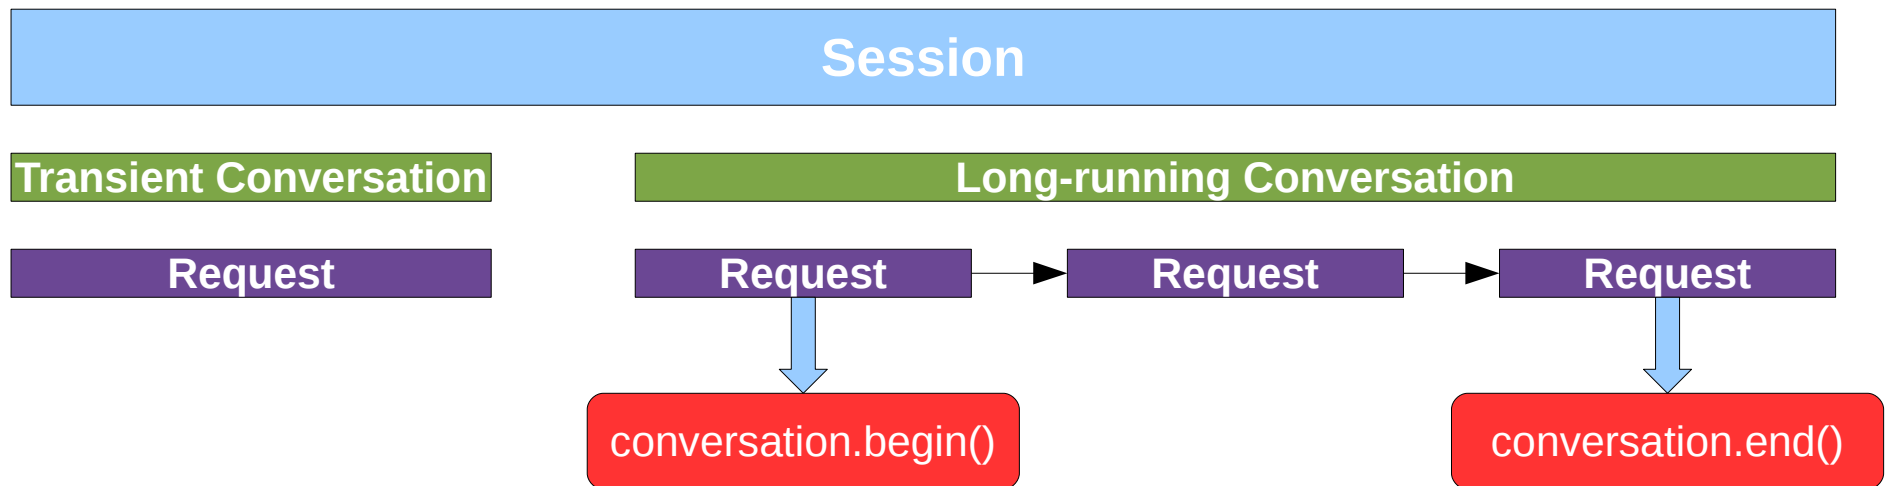 Session
Transient Conversation
Long-running Conversation
Request
Request
Request
Request
conversation.begin()
conversation.end()